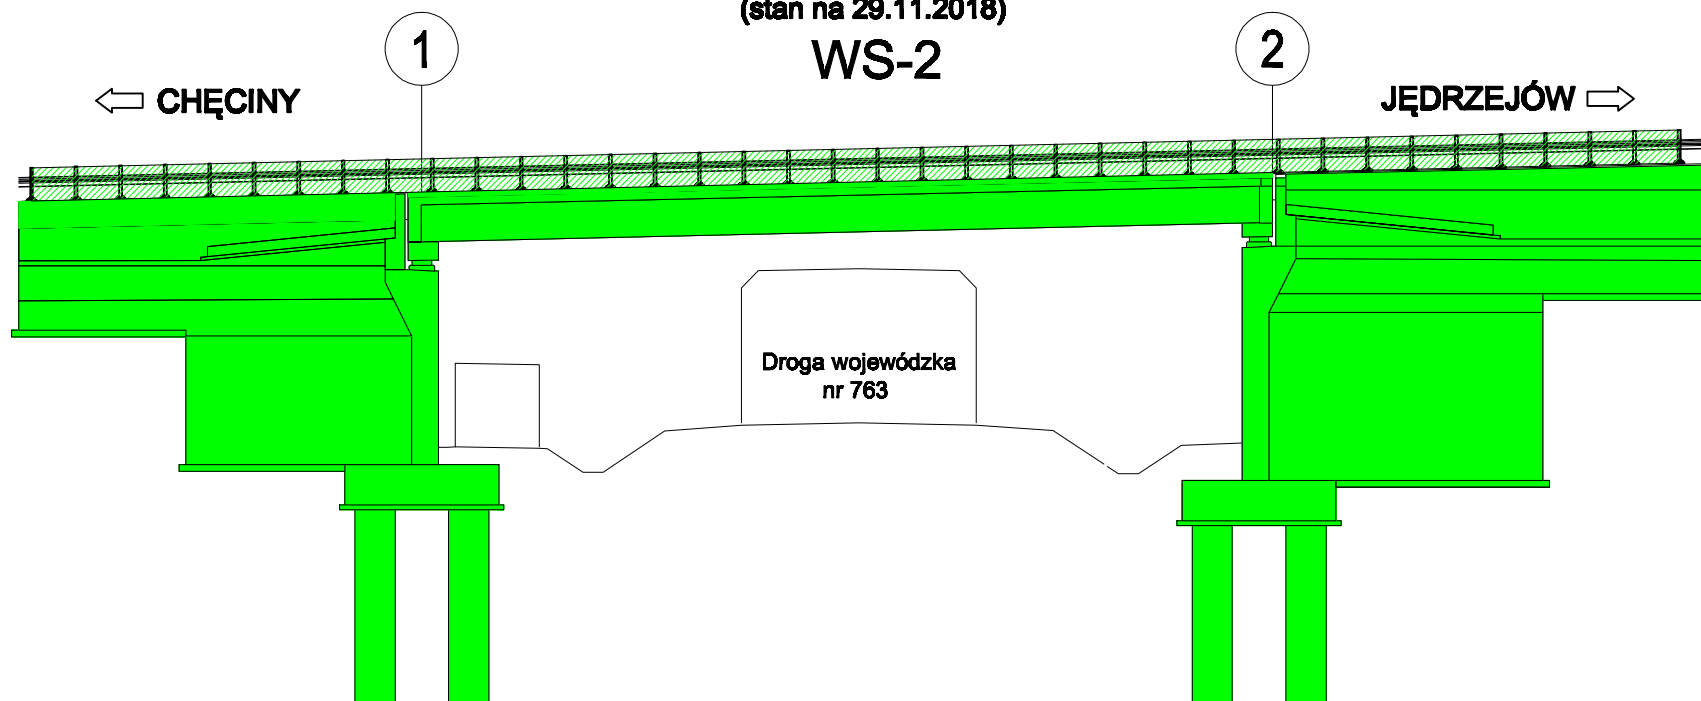 (stan na 29.11.2018)
WS-2
1
2
CHĘCINY
JĘDRZEJÓW
Droga wojewódzka
nr 763